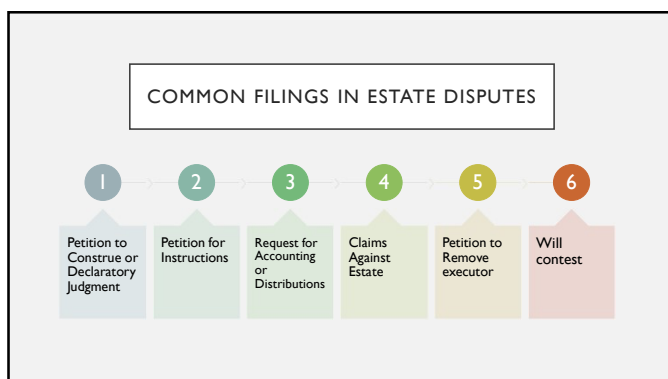 COMMON FILINGS IN ESTATE DISPUTES
1
Petition to
Construe or
Declaratory
Judgment
2
Petition for
Instructions
3
Request for
Accounting
or
Distributions
4
Claims
Against
Estate
5
Petition to
Remove
executor
6
Will
contest